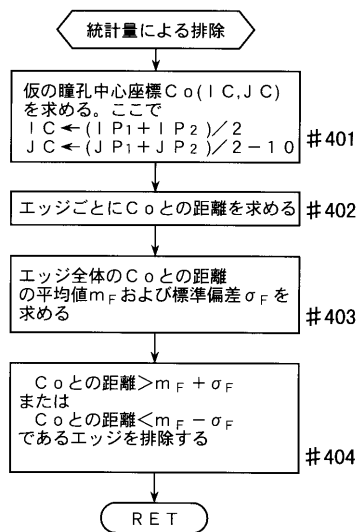 統計量による排除
仮の瞳孔中心座標Co(IC,JC)
を求める。ここで
IC←(IP1+IP2)/2
JC←(JP1+JP2)/2-10
#401
エッジごとにCoとの距離を求める
#402
エッジ全体のCoとの距離
の平均値mFおよび標準偏差σFを
求める
#403
Coとの距離>mF+σF
または
Coとの距離<mF-σF
であるエッジを排除する
#404
RET